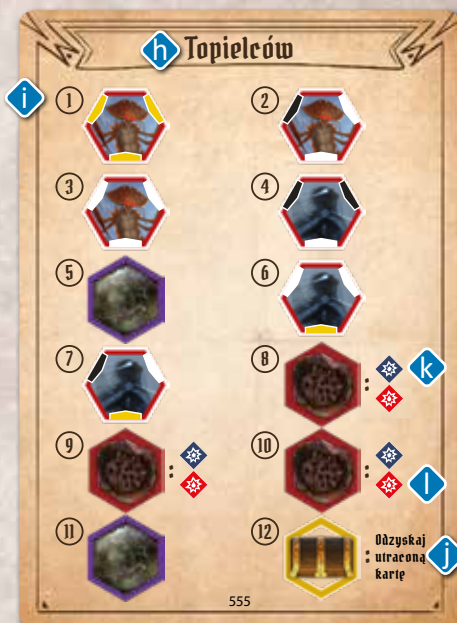 h Topielców
i
1 2
3 4
5 6
7 8 : k
9 : 10 : l
11 12 : Odzyskaj
utraconą
kartę
j
555